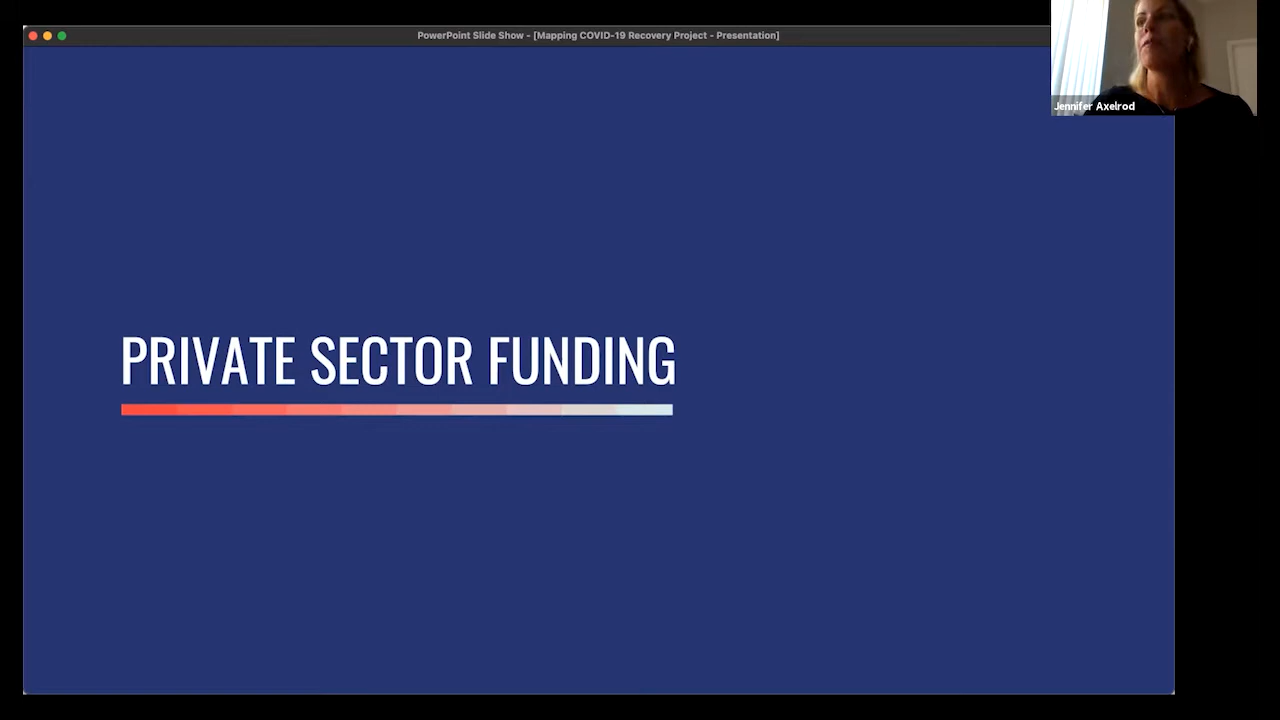 PowerPoint Slide Show - [Mapping COVID-19 Recovery Project - Presentation]
Jennifer Axelrod
PRIVATE SECTOR FUNDING